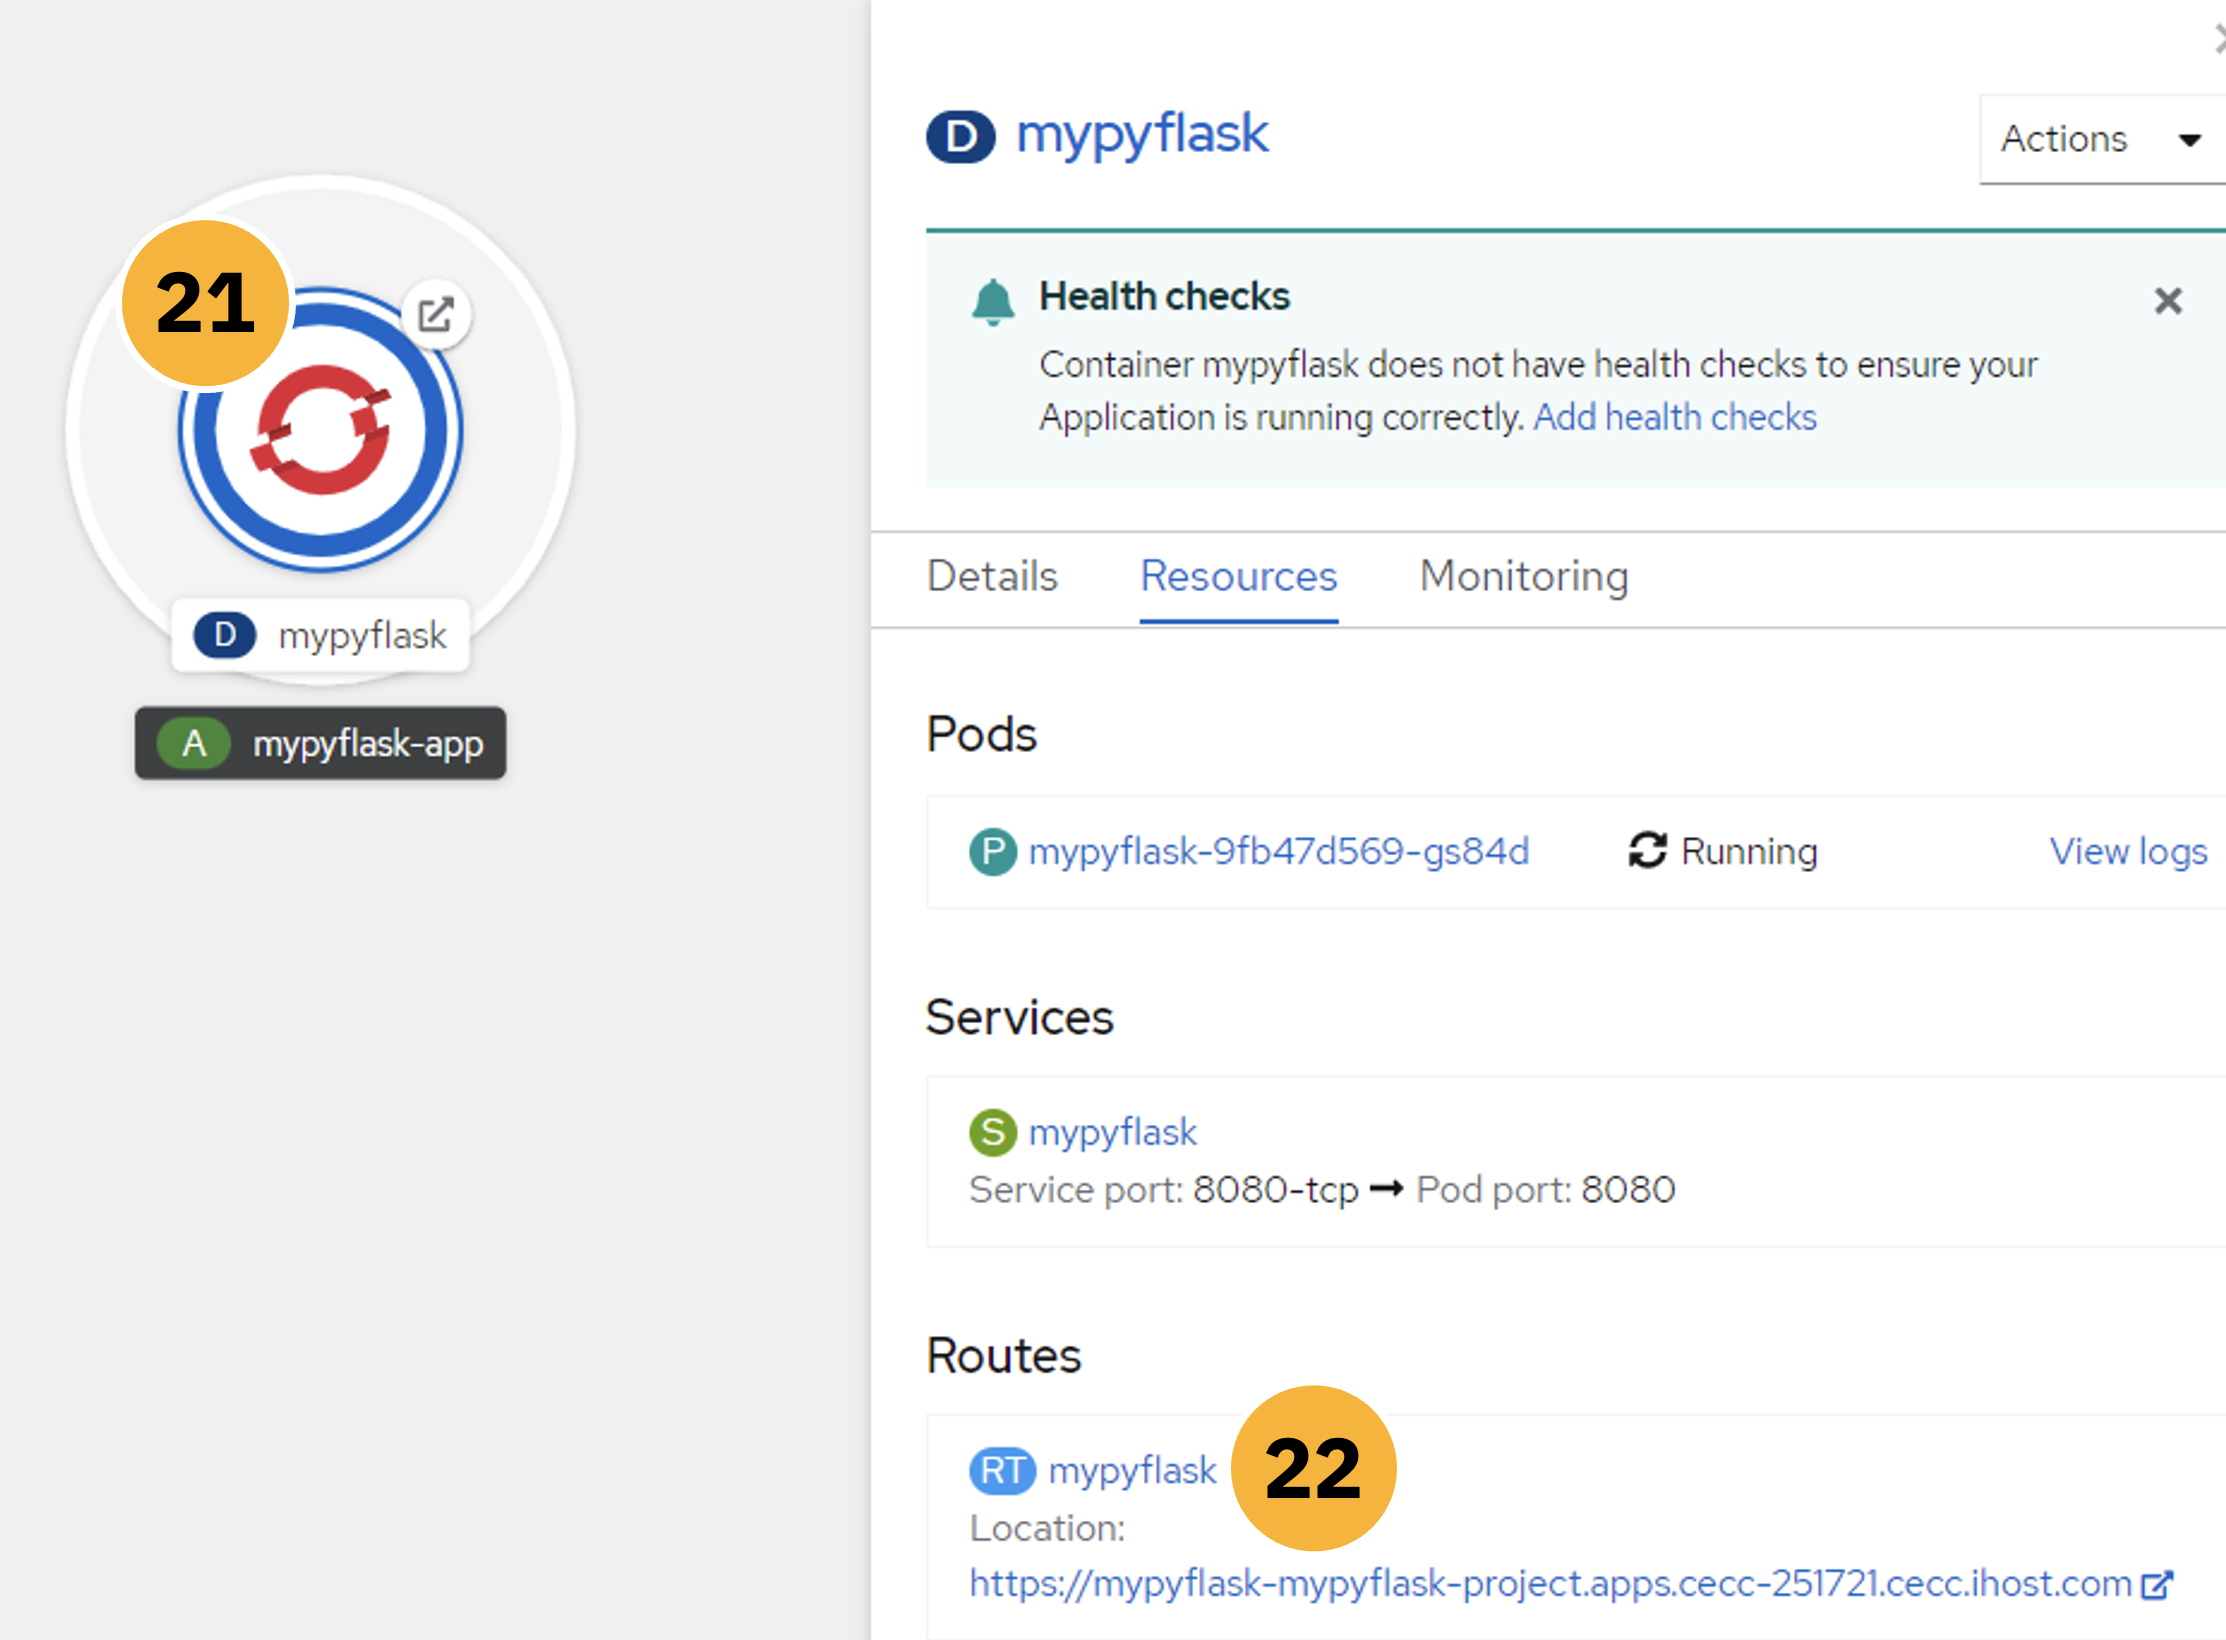 21
D mypyflask
A mypyflask-app
D mypyflask
Actions
Health checks
Container mypyflask does not have health checks to ensure your
Application is running correctly. Add health checks
Details Resources Monitoring
Pods
P mypyflask-9fb47d569-gs84d Running View logs
Services
S mypyflask
Service port: 8080-tcp ➞ Pod port: 8080
Routes
RT mypyflask 22
Location:
https://mypyflask-mypyflask-project.apps.cecc-251721.cecc.ihost.com